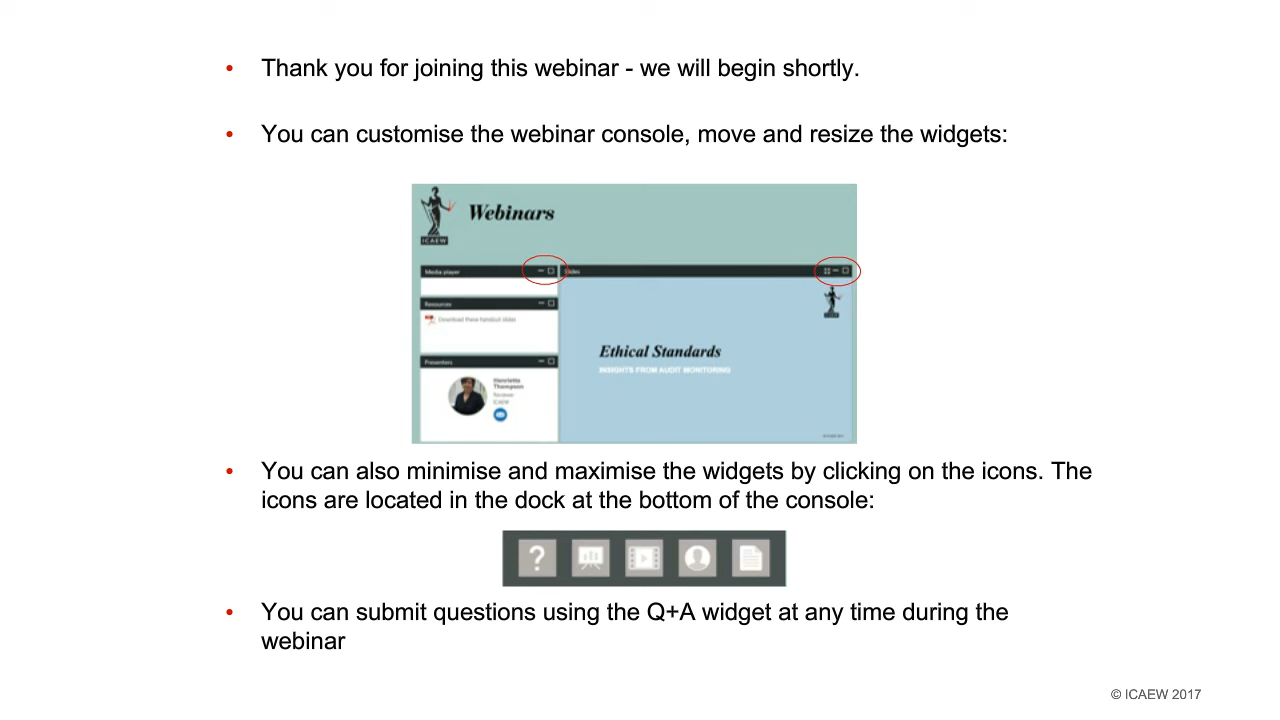 Thank you for joining this webinar - we will begin shortly.
You can customise the webinar console, move and resize the widgets:
Webinars
ICAEW
Media player
Slides
Resources
Download these handout slides
Presenters
Henrietta
Thompson
Reviewer
ICAEW
Ethical Standards
INSIGHTS FROM AUDIT MONITORING
You can also minimise and maximise the widgets by clicking on the icons. The
icons are located in the dock at the bottom of the console:
You can submit questions using the Q+A widget at any time during the
webinar
© ICAEW 2017